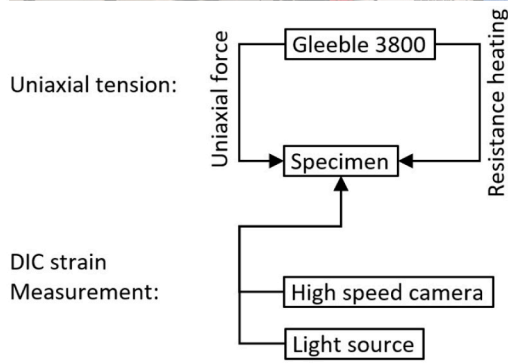 Gleeble 3800
Uniaxial tension:
Uniaxial force
Resistance heating
Specimen
DIC strain
Measurement:
High speed camera
Light source